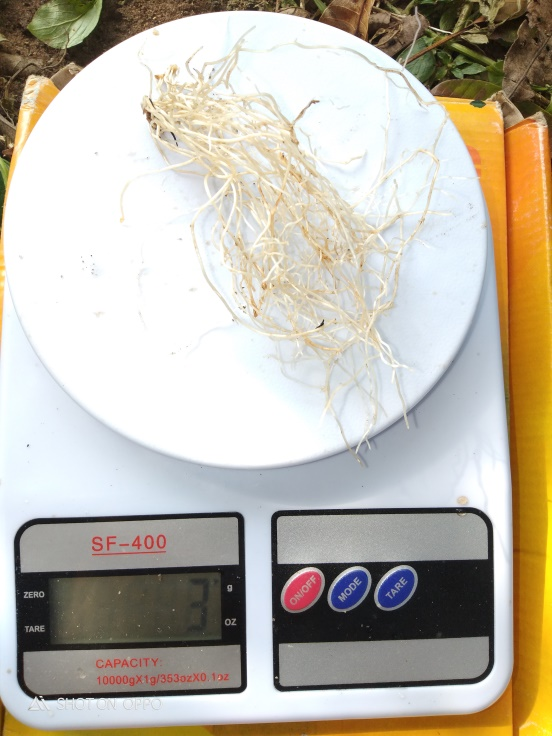 SF-400
ZERO
3
g
TARE
OZ
CAPACITY:
10000gX1g/353ozX0.1oz
ON/OFF
MODE
TARE
SHOT ON OPPO